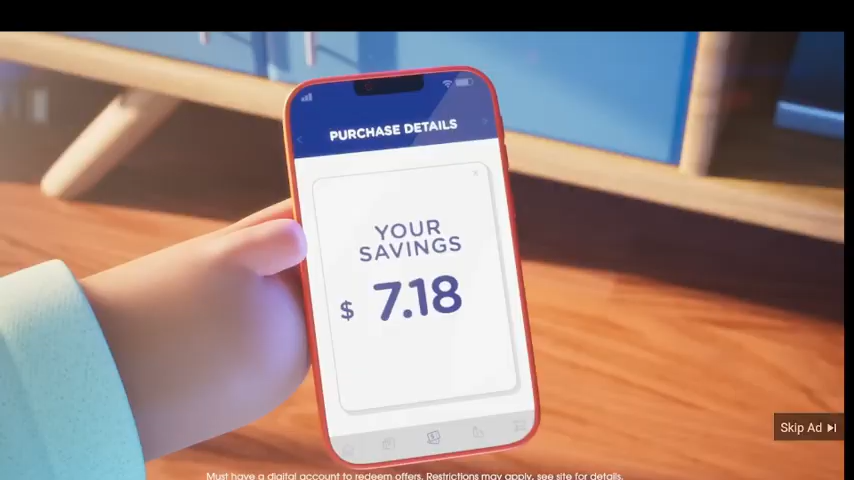 PURCHASE DETAILS
YOUR
SAVINGS
$ 7.18
Skip Ad
Must have a digital account to redeem offers. Restrictions may apply, see site for details.